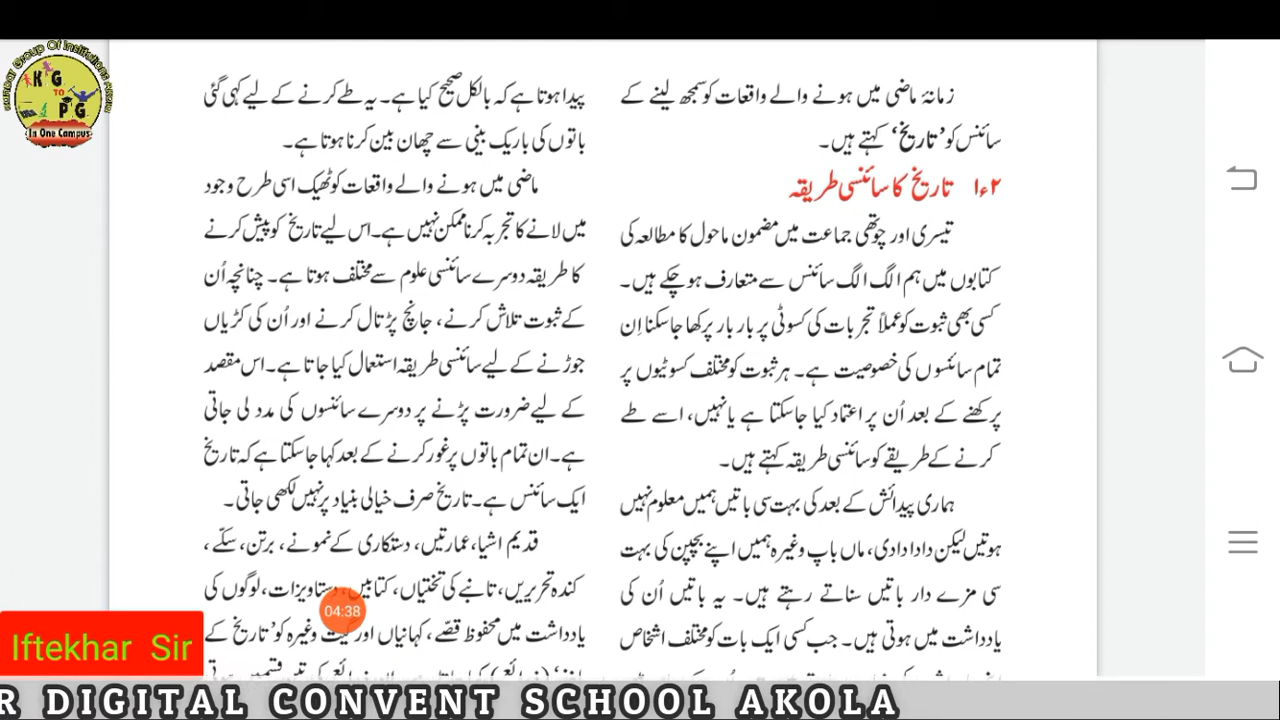 زمانۂ ماضی میں ہونے والے واقعات کو سمجھ لینے کے
سائنس کو ’تاریخ‘ کہتے ہیں۔
۱ء۲ تاریخ کا سائنسی طریقہ
تیسری اور چوتھی جماعت میں مضمون ماحول کا مطالعہ کی
کتابوں میں ہم الگ الگ سائنس سے متعارف ہو چکے ہیں۔
کسی بھی ثبوت کو عملاً تجربات کی کسوٹی پر بار بار پرکھا جاسکنا اِن
تمام سائنسوں کی خصوصیت ہے۔ ہر ثبوت کو مختلف کسوٹیوں پر
پرکھنے کے بعد اُن پر اعتماد کیا جاسکتا ہے یا نہیں، اسے طے
کرنے کے طریقے کو سائنسی طریقہ کہتے ہیں۔
ہماری پیدائش کے بعد کی بہت سی باتیں ہمیں معلوم نہیں
ہوتیں لیکن دادا دادی، ماں باپ وغیرہ ہمیں اپنے بچپن کی بہت
سی مزے دار باتیں سناتے رہتے ہیں۔ یہ باتیں اُن کی
یادداشت میں ہوتی ہیں۔ جب کسی ایک بات کو مختلف اشخاص
پیدا ہوتا ہے کہ بالکل صحیح کیا ہے۔ یہ طے کرنے کے لیے کہی گئی
باتوں کی باریک بینی سے چھان بین کرنا ہوتا ہے۔
ماضی میں ہونے والے واقعات کو ٹھیک اسی طرح وجود
میں لانے کا تجربہ کرنا ممکن نہیں ہے۔ اس لیے تاریخ کو پیش کرنے
کا طریقہ دوسرے سائنسی علوم سے مختلف ہوتا ہے۔ چنانچہ اُن
کے ثبوت تلاش کرنے، جانچ پڑتال کرنے اور اُن کی کڑیاں
جوڑنے کے لیے سائنسی طریقہ استعمال کیا جاتا ہے۔ اس مقصد
کے لیے ضرورت پڑنے پر دوسرے سائنسوں کی مدد لی جاتی
ہے۔ ان تمام باتوں پر غور کرنے کے بعد کہا جاسکتا ہے کہ تاریخ
ایک سائنس ہے۔ تاریخ صرف خیالی بنیاد پر نہیں لکھی جاتی۔
قدیم اشیا، عمارتیں، دستکاری کے نمونے، برتن، سکّے،
کندہ تحریریں، تانبے کی تختیاں، کتابیں، دستاویزات، لوگوں کی
یادداشت میں محفوظ قصّے، کہانیاں اور گیت وغیرہ کو ’تاریخ کے
K G
TO
P G
In One Campus
04:38
Iftekhar Sir
R DIGITAL CONVENT SCHOOL AKOLA